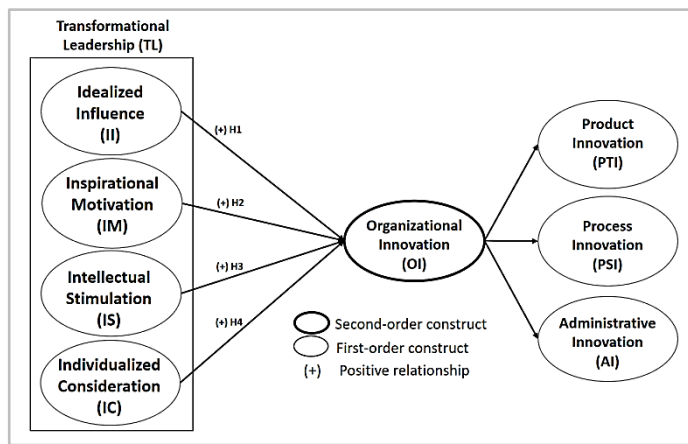 Transformational
Leadership (TL)
Idealized
Influence
(II)
(+) H1
Inspirational
Motivation
(IM)
(+) H2
Intellectual
Stimulation
(IS)
(+) H3
Individualized
Consideration
(IC)
(+) H4
Organizational
Innovation
(OI)
Product
Innovation
(PTI)
Process
Innovation
(PSI)
Administrative
Innovation
(AI)
Second-order construct
First-order construct
(+) Positive relationship